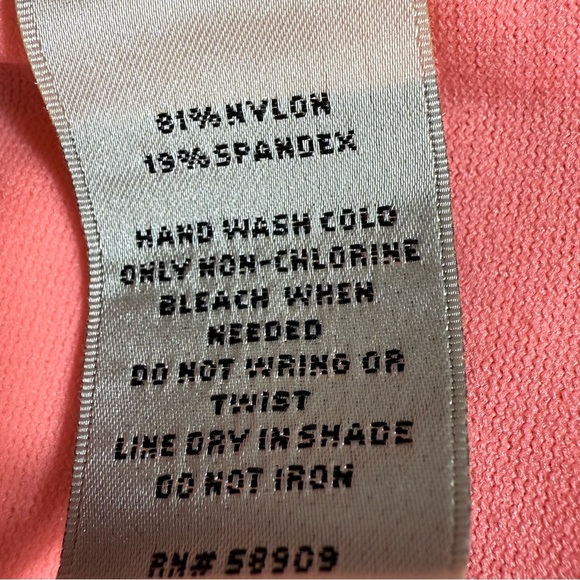 81% NYLON
19% SPANDEX
HAND WASH COLD
ONLY NON-CHLORINE
BLEACH WHEN
NEEDED
DO NOT WRING OR
TWIST
LINE DRY IN SHADE
DO NOT IRON
RN# 58909